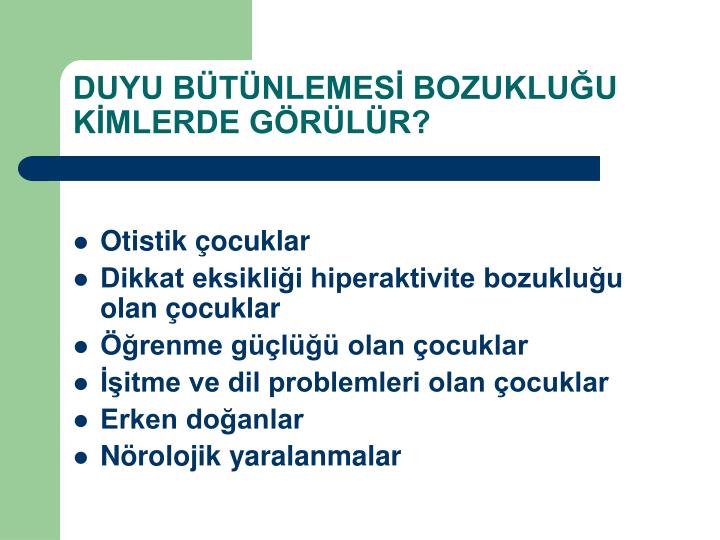 DUYU BÜTÜNLEMESİ BOZUKLUĞU
KİMLERDE GÖRÜLÜR?
● Otistik çocuklar
● Dikkat eksikliği hiperaktivite bozukluğu
olan çocuklar
● Öğrenme güçlüğü olan çocuklar
● İşitme ve dil problemleri olan çocuklar
● Erken doğanlar
● Nörolojik yaralanmalar